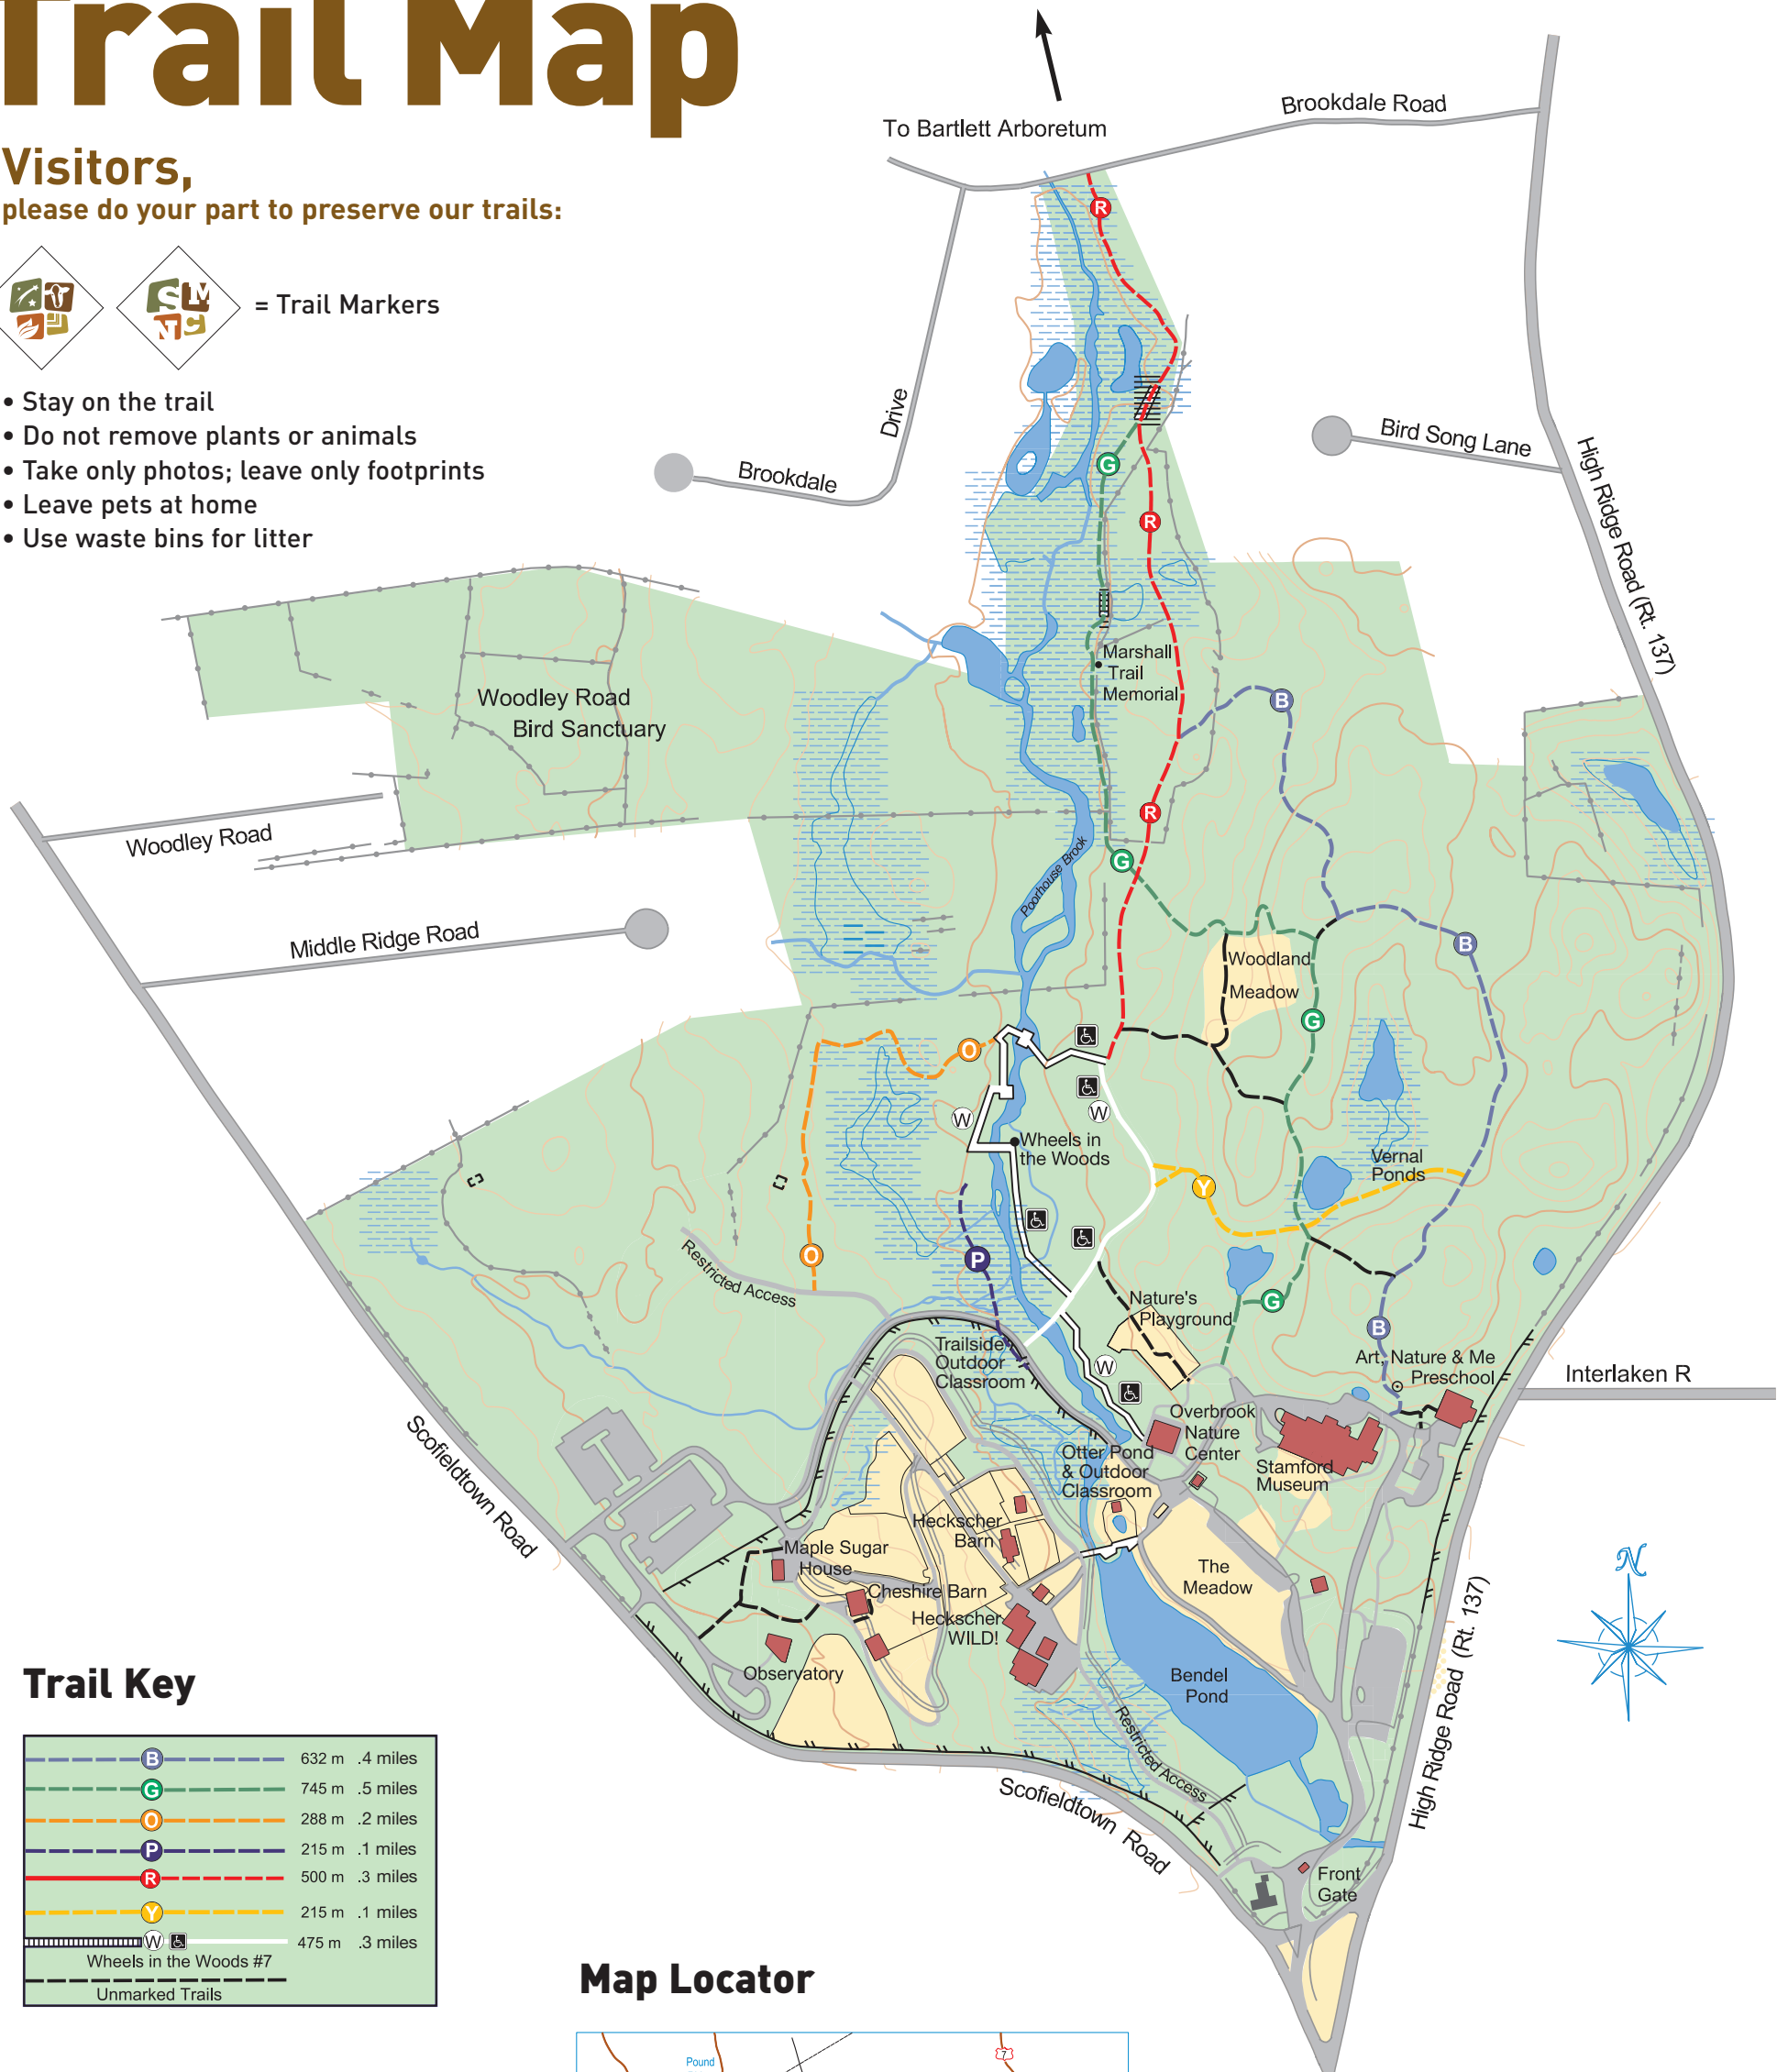 Trail Map
Visitors,
please do your part to preserve our trails:
S M
N C
= Trail Markers
• Stay on the trail
• Do not remove plants or animals
• Take only photos; leave only footprints
• Leave pets at home
• Use waste bins for litter
To Bartlett Arboretum
Brookdale Road
R
Drive
Brookdale
Bird Song Lane
High Ridge Road (Rt. 137)
G
R
Marshall
Trail
Memorial
B
Woodley Road
Bird Sanctuary
R
Woodley Road
G
Poorhouse Brook
Middle Ridge Road
B
Woodland
Meadow
G
O
W
W
Wheels in
the Woods
Vernal
Ponds
Y
O
P
Restricted Access
Nature's
Playground
G
B
Trailside
Outdoor
Classroom
W
Art, Nature & Me
Preschool
Interlaken R
Overbrook
Nature
Center
Otter Pond
& Outdoor
Classroom
Stamford
Museum
Scofieldtown Road
Heckscher
Barn
Maple Sugar
House
The
Meadow
Cheshire Barn
Heckscher
WILD!
Observatory
Bendel
Pond
N
High Ridge Road (Rt. 137)
Restricted Access
Scofieldtown Road
Front
Gate
Trail Key
B 632 m .4 miles
G 745 m .5 miles
O 288 m .2 miles
P 215 m .1 miles
R 500 m .3 miles
Y 215 m .1 miles
W 475 m .3 miles
Wheels in the Woods #7
Unmarked Trails
Map Locator
Pound
7